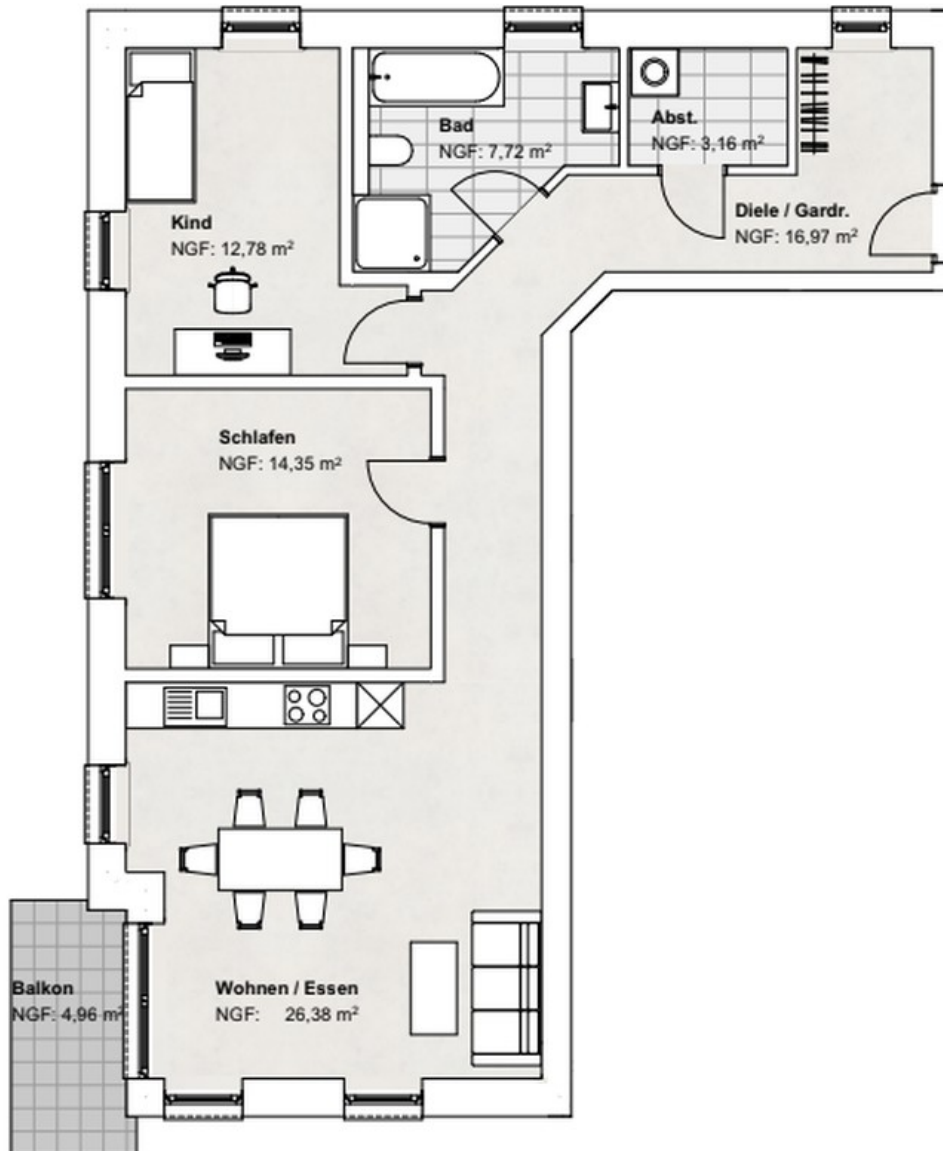 Bad
NGF: 7,72 m²
Abst.
NGF: 3,16 m²
Kind
NGF: 12,78 m²
Diele / Gardr.
NGF: 16,97 m²
Schlafen
NGF: 14,35 m²
Balkon
NGF: 4,96 m²
Wohnen / Essen
NGF: 26,38 m²